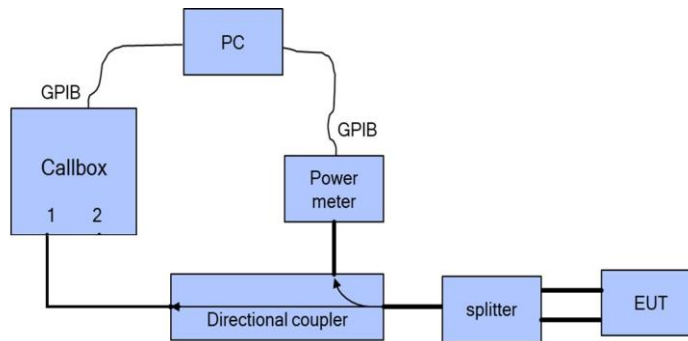 PC
GPIB
GPIB
Callbox
1 2
Power
meter
Directional coupler
splitter
EUT